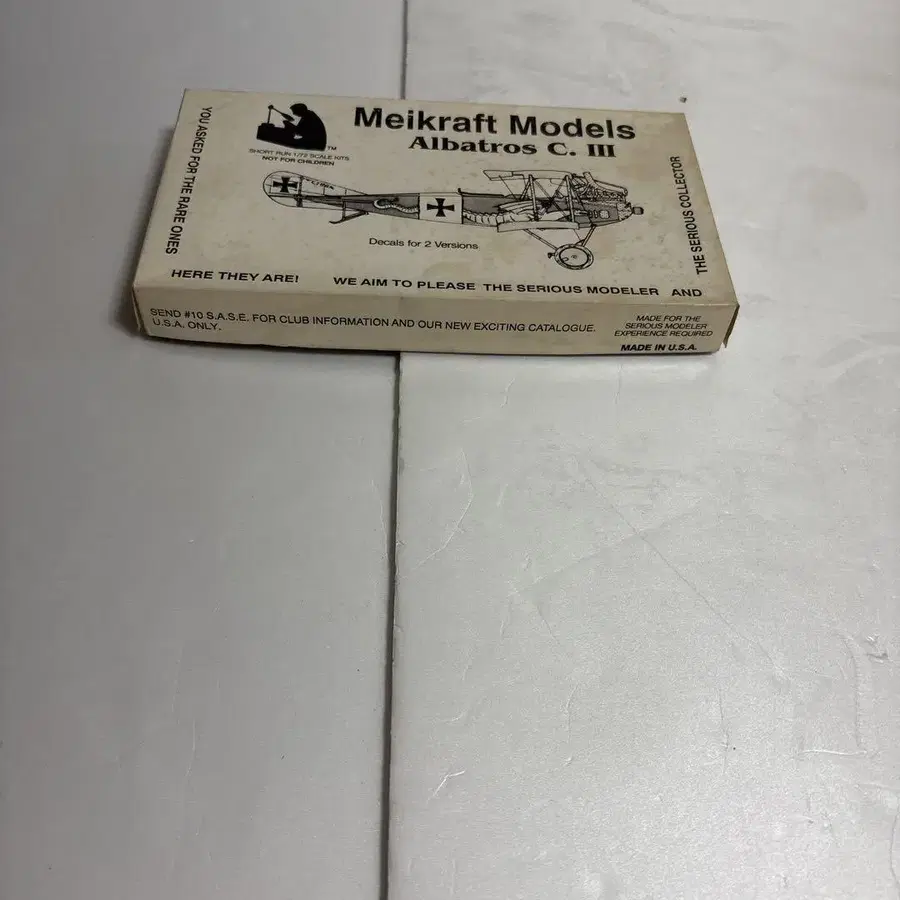 Meikraft Models
Albatros C. III
TM
SHORT RUN 1/72 SCALE KITS
NOT FOR CHILDREN
YOU ASKED FOR THE RARE ONES
Decals for 2 Versions
HERE THEY ARE! WE AIM TO PLEASE THE SERIOUS MODELER AND
THE SERIOUS COLLECTOR
SEND #10 S.A.S.E. FOR CLUB INFORMATION AND OUR NEW EXCITING CATALOGUE.
U.S.A. ONLY.
MADE FOR THE
SERIOUS MODELER
EXPERIENCE REQUIRED
MADE IN U.S.A.